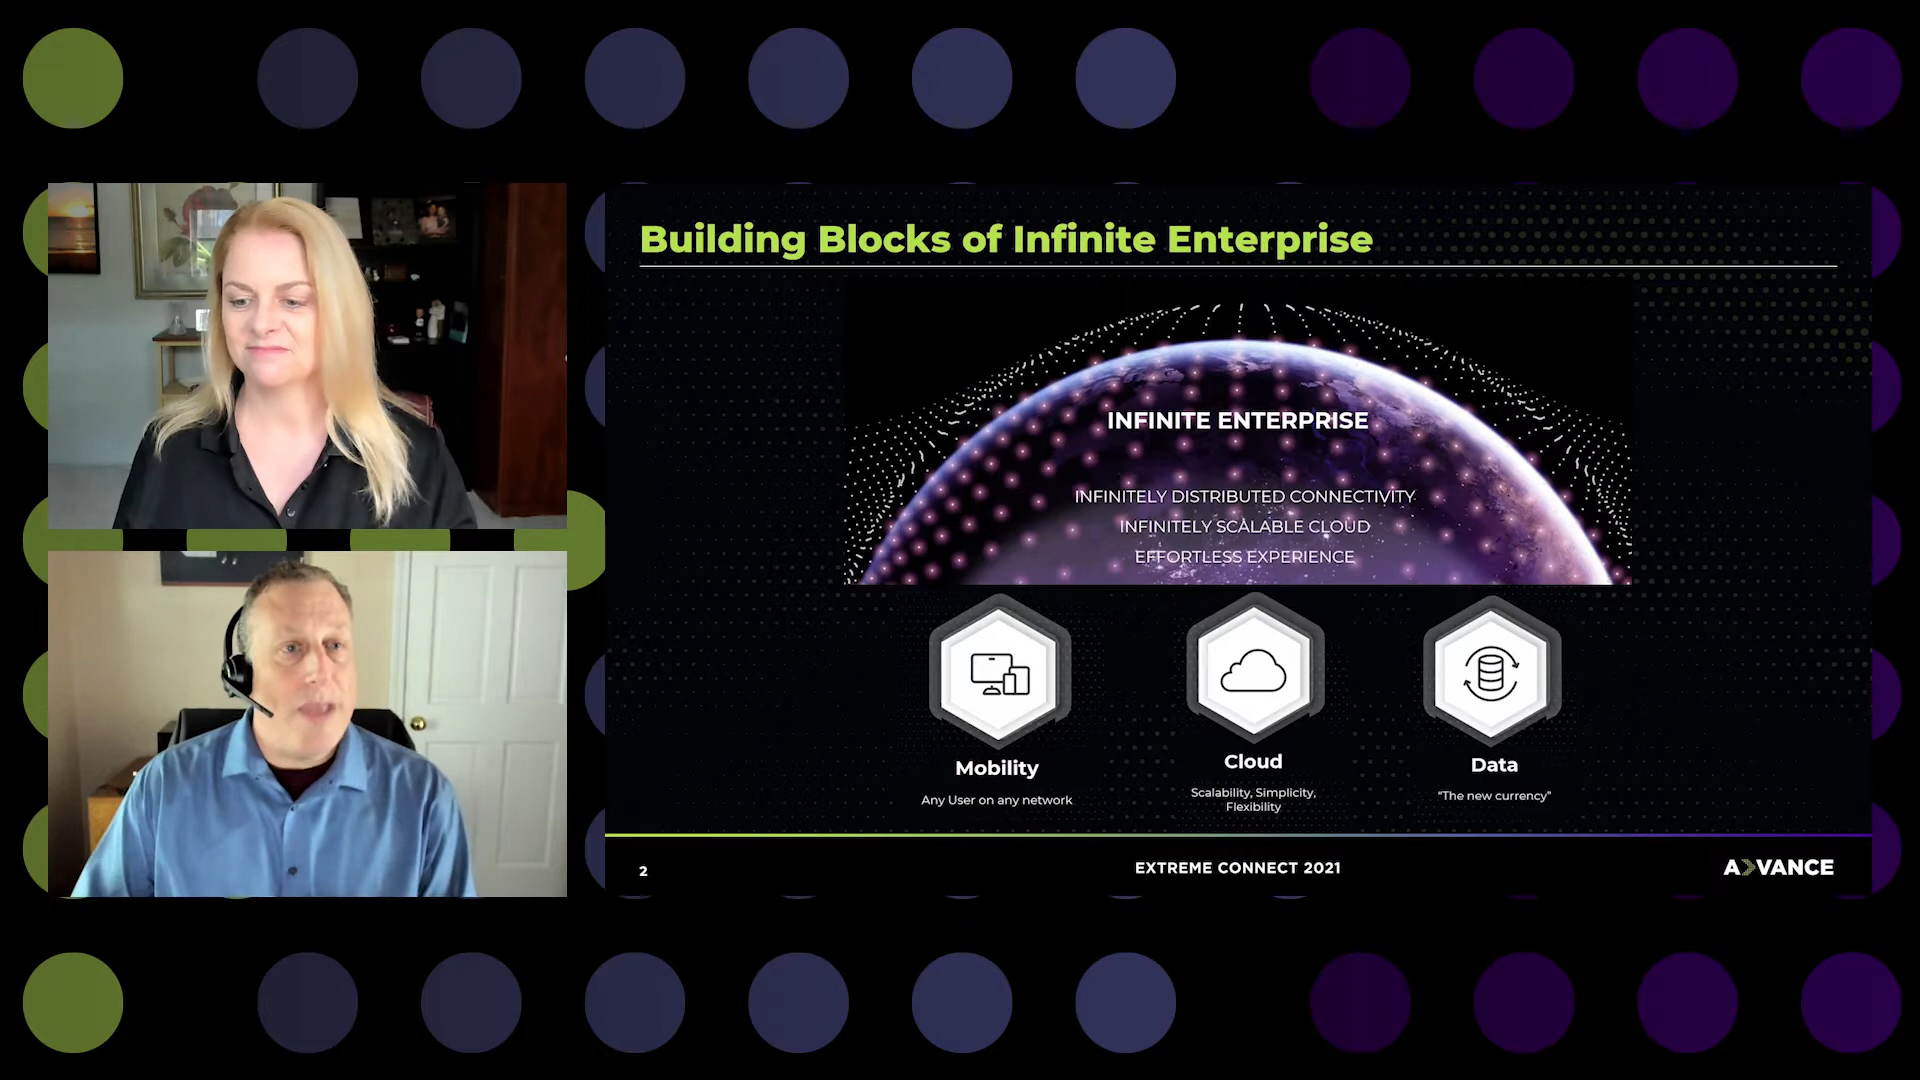 Building Blocks of Infinite Enterprise
INFINITE ENTERPRISE
INFINITELY DISTRIBUTED CONNECTIVITY
INFINITELY SCALABLE CLOUD
EFFORTLESS EXPERIENCE
Mobility
Any User on any network
Cloud
Scalability, Simplicity,
Flexibility
Data
"The new currency"
2
EXTREME CONNECT 2021
ADVANCE